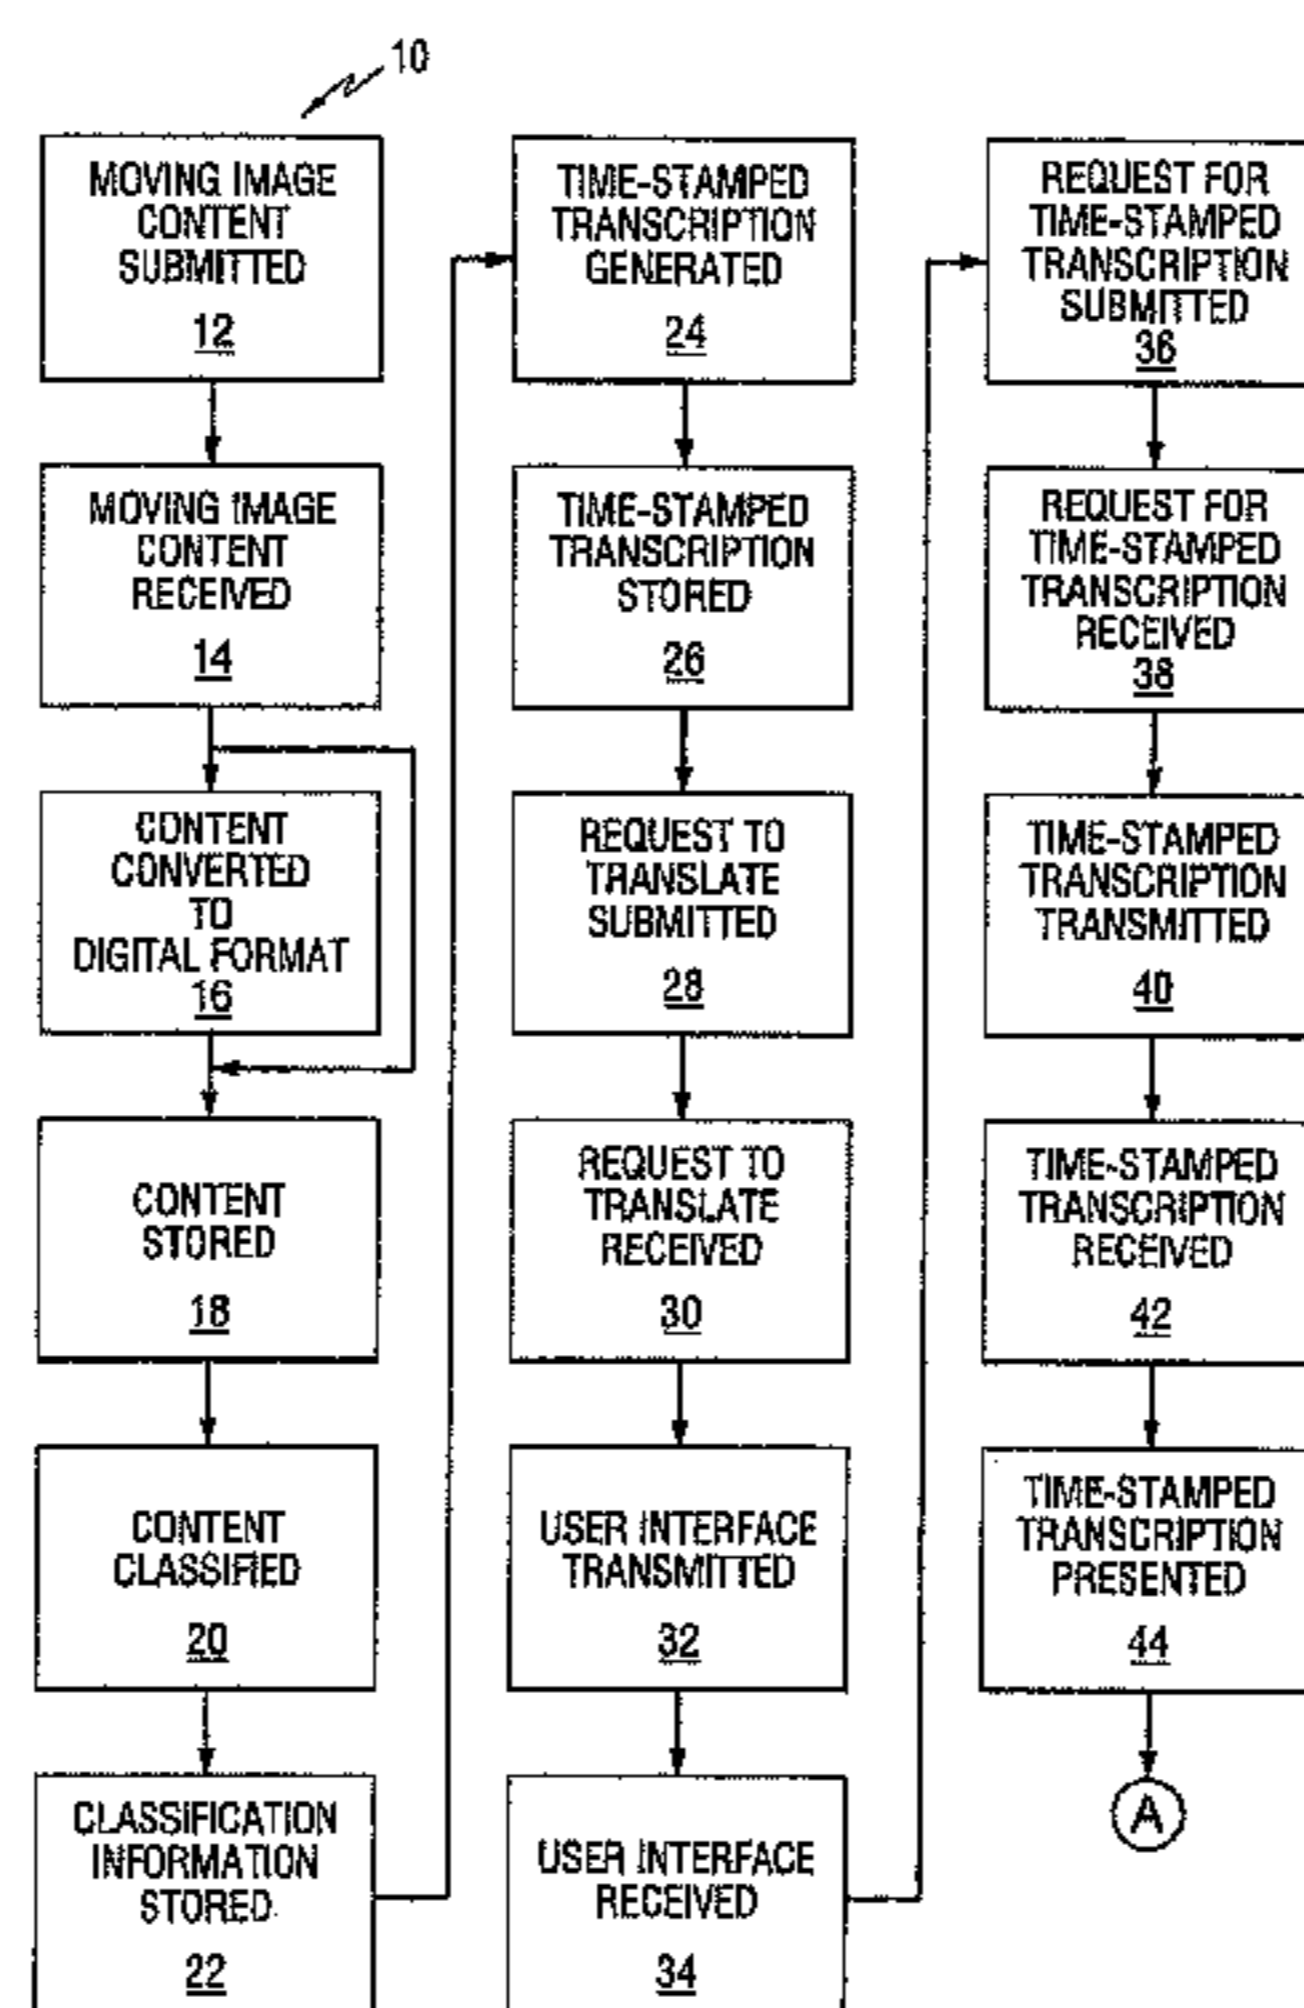 10
MOVING IMAGE
CONTENT
SUBMITTED
12
MOVING IMAGE
CONTENT
RECEIVED
14
CONTENT
CONVERTED
TO
DIGITAL FORMAT
16
CONTENT
STORED
18
CONTENT
CLASSIFIED
20
CLASSIFICATION
INFORMATION
STORED
22
TIME-STAMPED
TRANSCRIPTION
GENERATED
24
TIME-STAMPED
TRANSCRIPTION
STORED
26
REQUEST TO
TRANSLATE
SUBMITTED
28
REQUEST TO
TRANSLATE
RECEIVED
30
USER INTERFACE
TRANSMITTED
32
USER INTERFACE
RECEIVED
34
REQUEST FOR
TIME-STAMPED
TRANSCRIPTION
SUBMITTED
36
REQUEST FOR
TIME-STAMPED
TRANSCRIPTION
RECEIVED
38
TIME-STAMPED
TRANSCRIPTION
TRANSMITTED
40
TIME-STAMPED
TRANSCRIPTION
RECEIVED
42
TIME-STAMPED
TRANSCRIPTION
PRESENTED
44
A